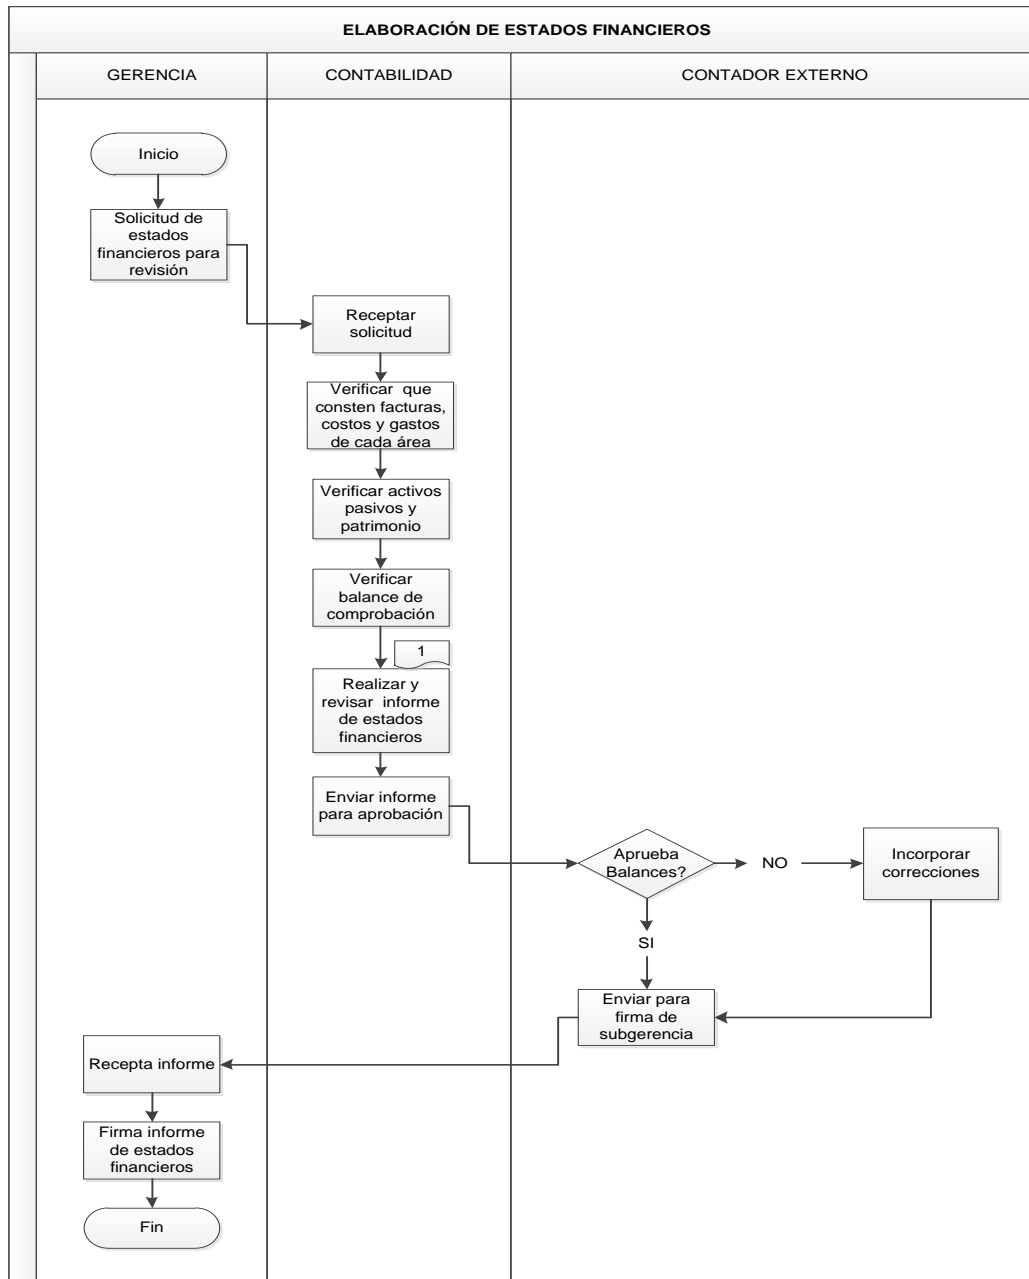 ELABORACIÓN DE ESTADOS FINANCIEROS
GERENCIA
CONTABILIDAD
CONTADOR EXTERNO
Inicio
Solicitud de
estados
financieros para
revisión
Receptar
solicitud
Verificar que
consten facturas,
costos y gastos
de cada área
Verificar activos
pasivos y
patrimonio
Verificar
balance de
comprobación
1
Realizar y
revisar informe
de estados
financieros
Enviar informe
para aprobación
Aprueba
Balances?
NO
Incorporar
correcciones
SI
Enviar para
firma de
subgerencia
Recepta informe
Firma informe
de estados
financieros
Fin